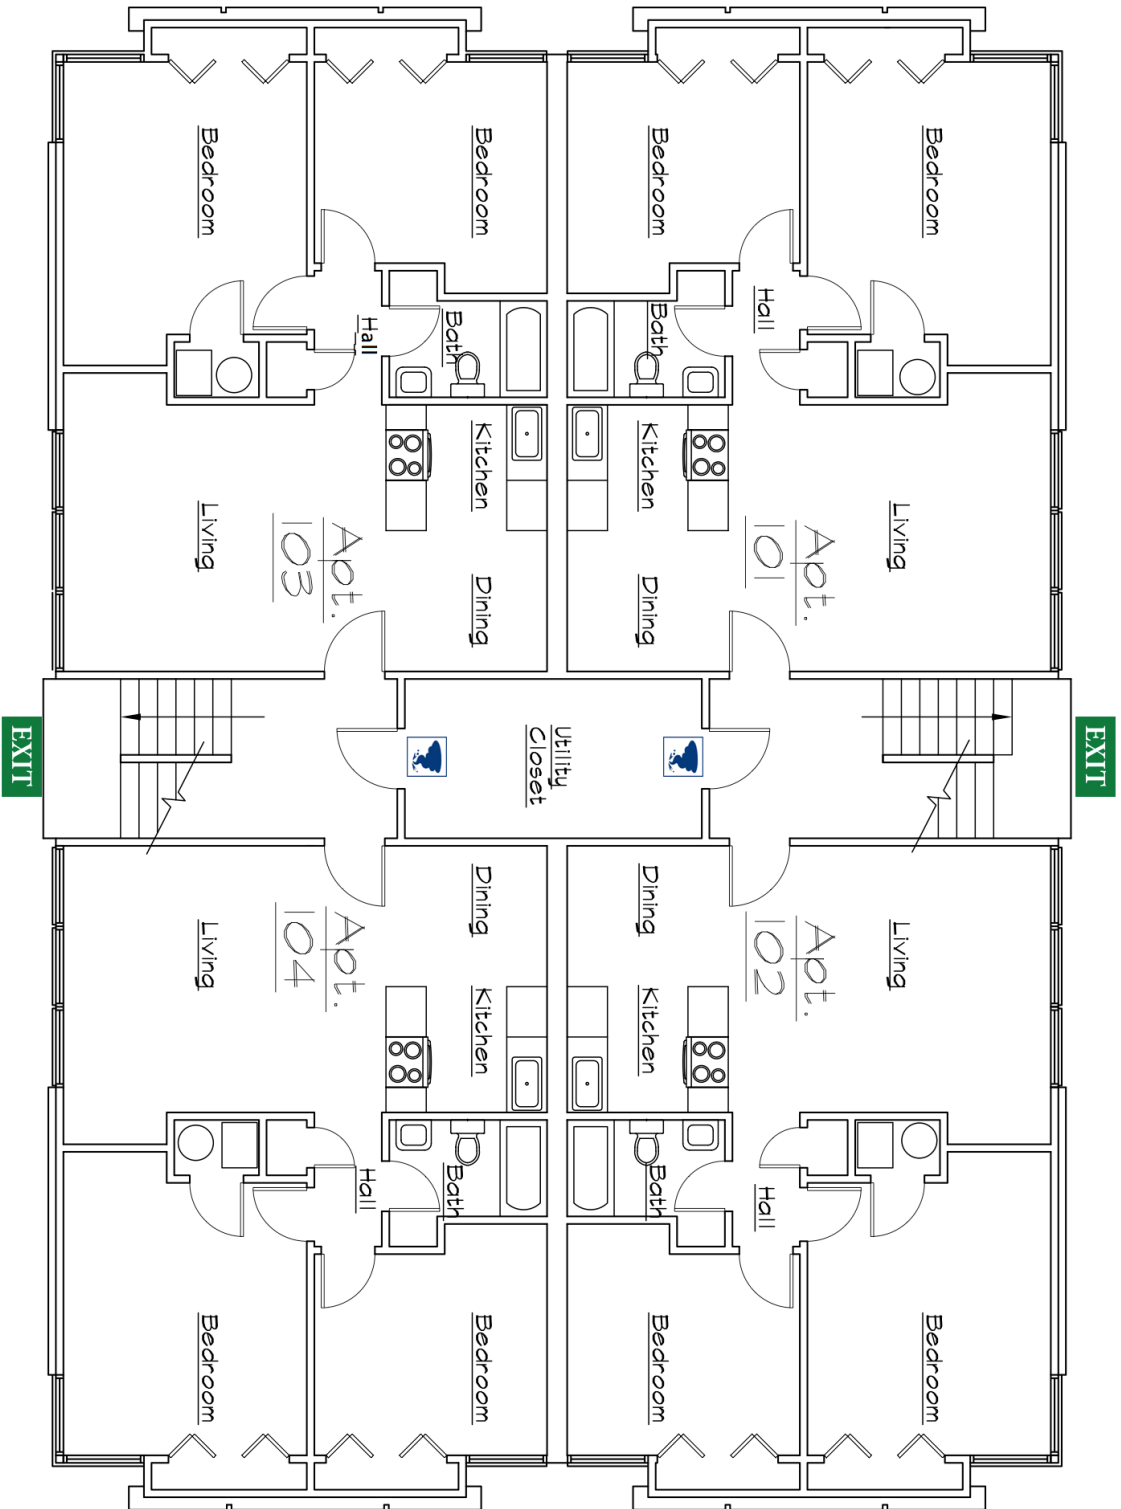 EXIT
Bedroom
Living
Living
Bedroom
Apt.
101
Apt.
102
Hall
Hall
Bedroom
Bath
Kitchen
Dining
Dining
Kitchen
Bath
Bedroom
Utility
Closet
Bedroom
Bath
Kitchen
Dining
Dining
Kitchen
Bath
Bedroom
Hall
Hall
Apt.
103
Apt.
104
Bedroom
Living
Living
Bedroom
EXIT